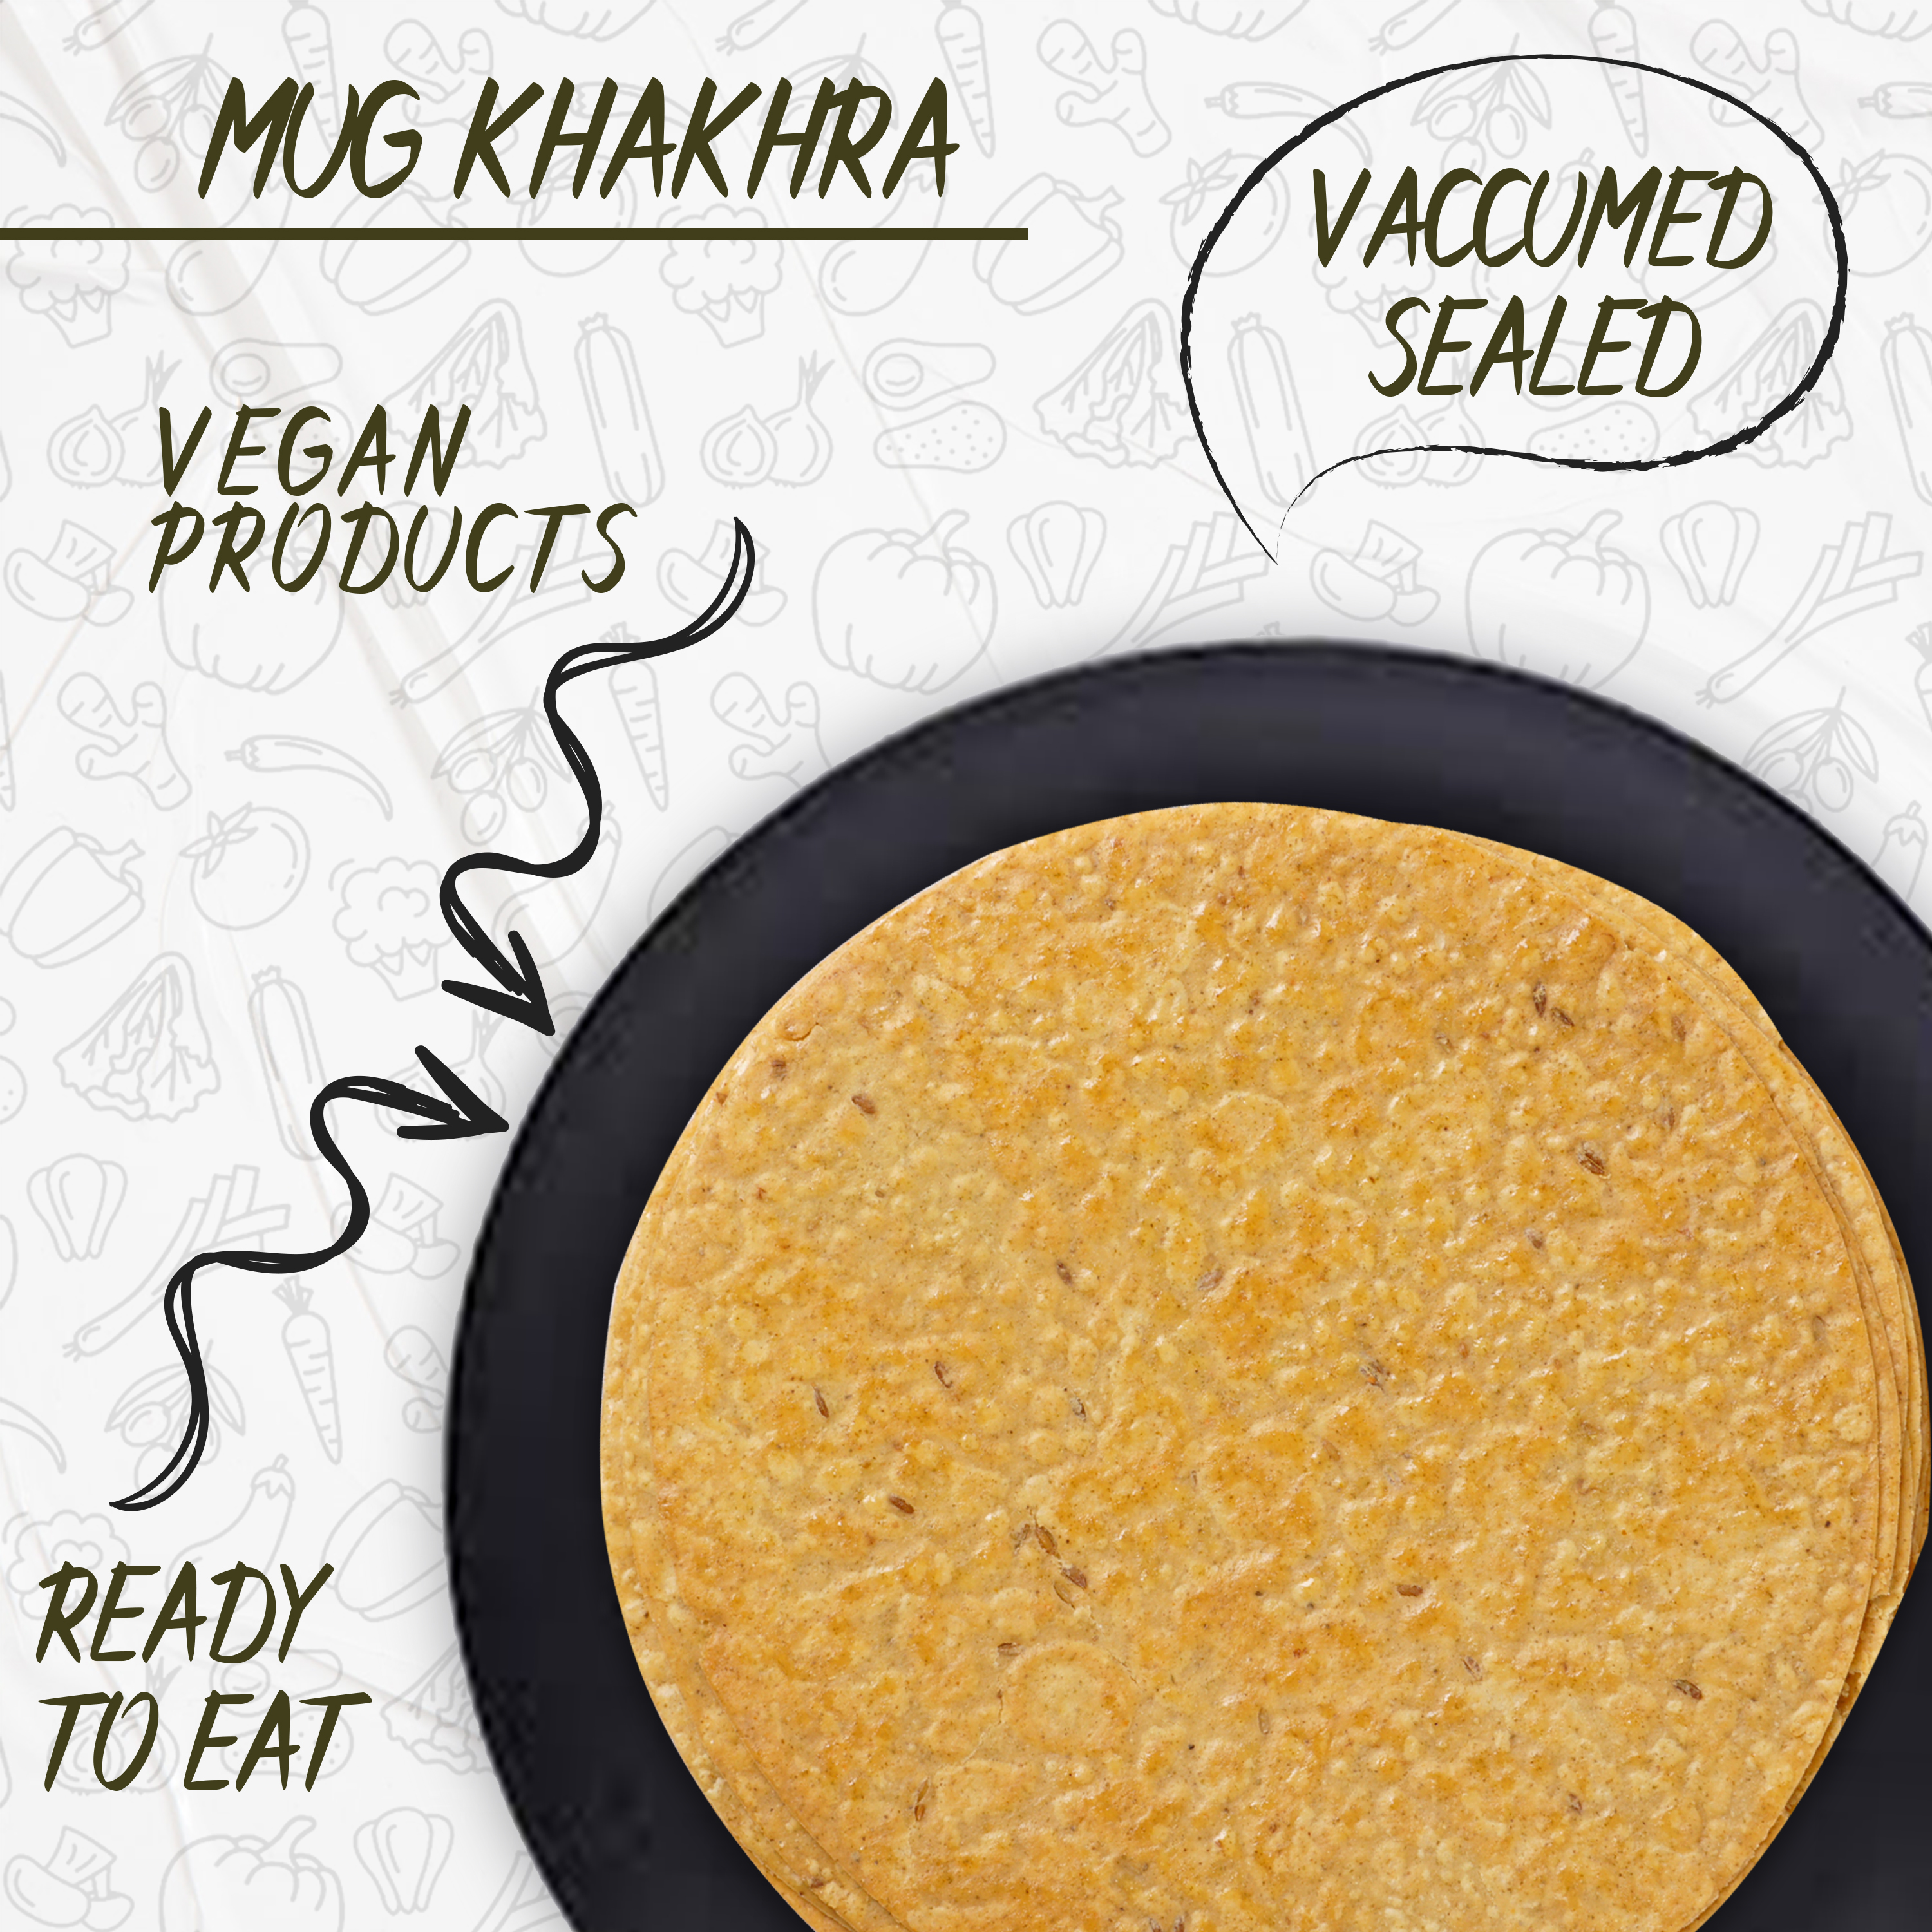 MUG KHAKHRA
VACCUMED
SEALED
VEGAN
PRODUCTS
READY
TO EAT